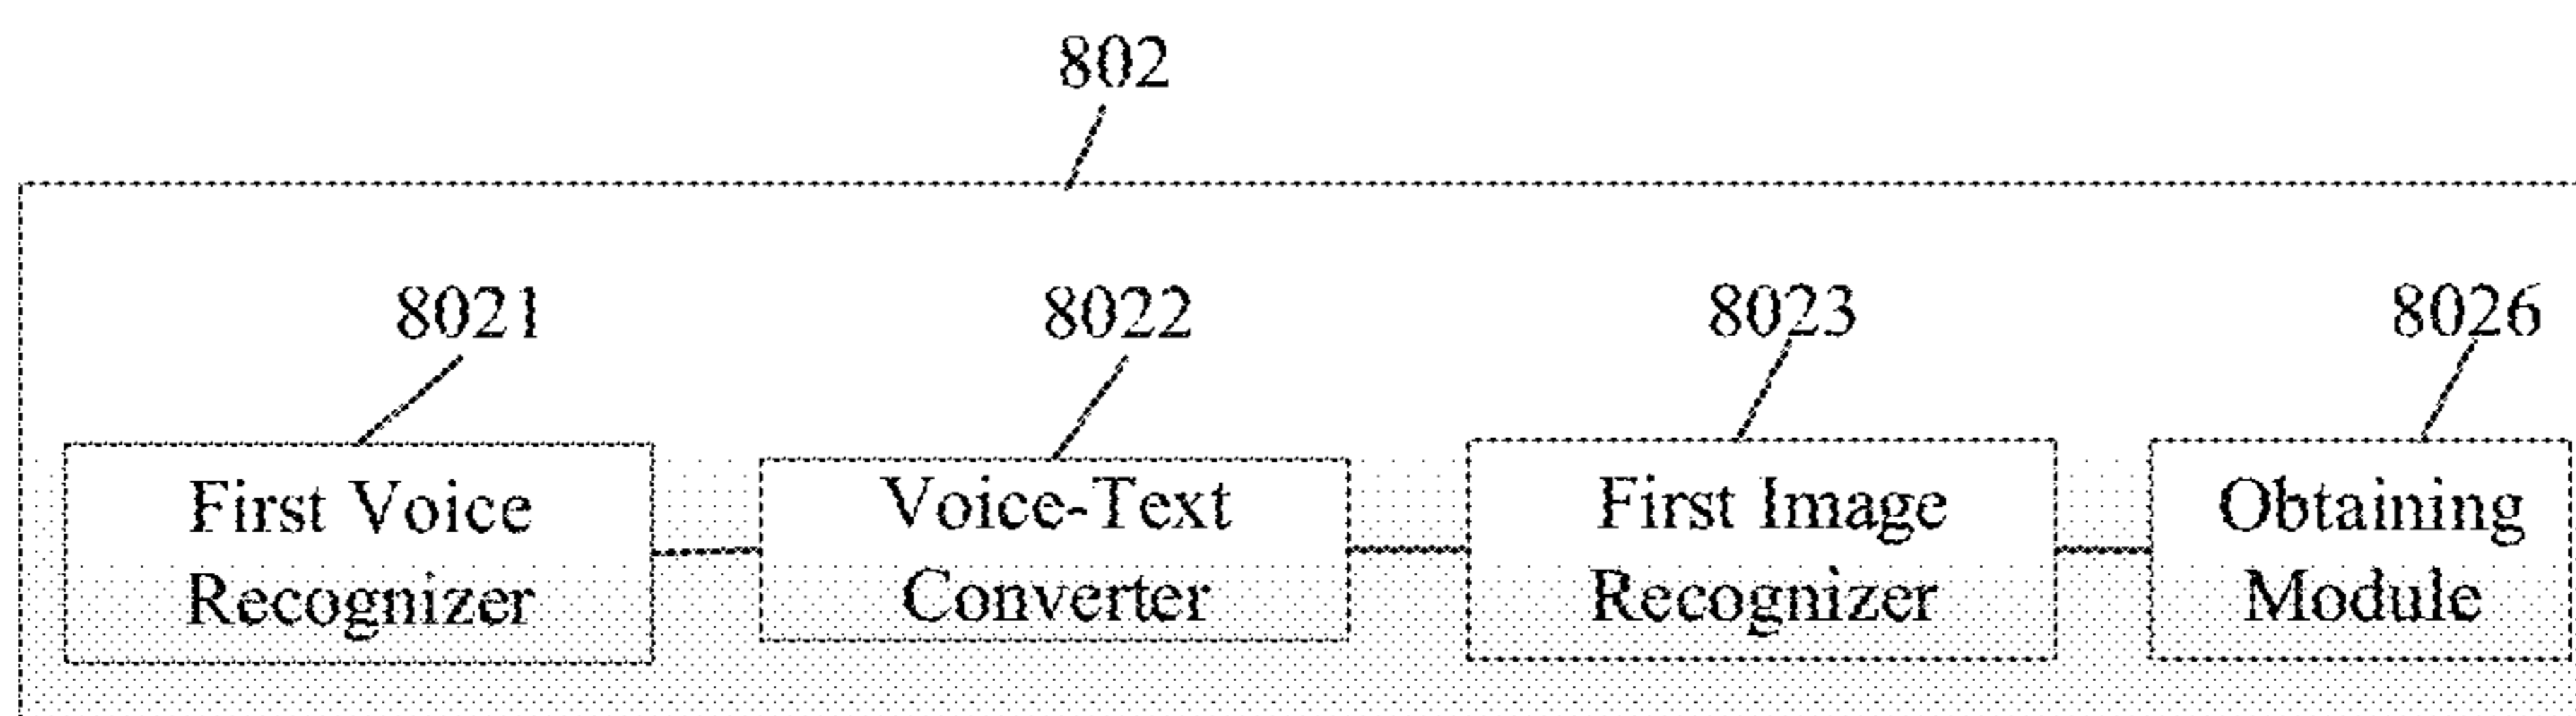 802
8021
8022
8023
8026
First Voice
Recognizer
Voice-Text
Converter
First Image
Recognizer
Obtaining
Module